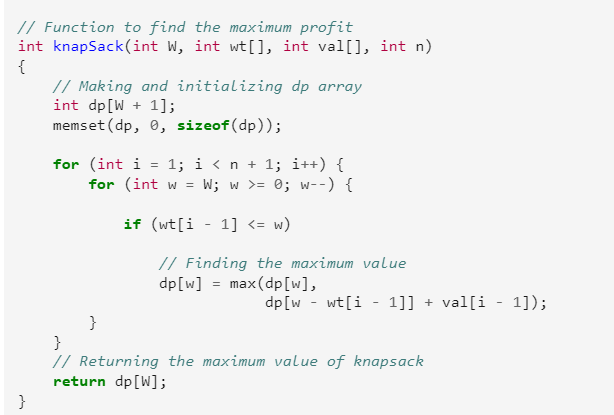 // Function to find the maximum profit
int knapSack(int W, int wt[], int val[], int n)
{
    // Making and initializing dp array
    int dp[W + 1];
    memset(dp, 0, sizeof(dp));

    for (int i = 1; i < n + 1; i++) {
        for (int w = W; w >= 0; w--) {

            if (wt[i - 1] <= w)

                // Finding the maximum value
                dp[w] = max(dp[w],
                            dp[w - wt[i - 1]] + val[i - 1]);
        }
    }
    // Returning the maximum value of knapsack
    return dp[W];
}